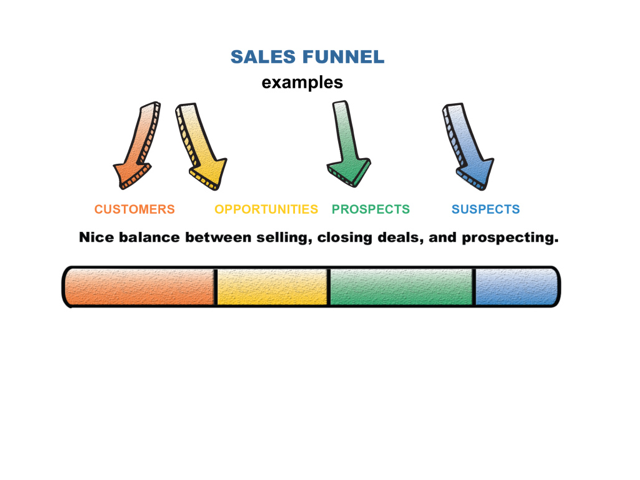 SALES FUNNEL
examples
CUSTOMERS OPPORTUNITIES PROSPECTS SUSPECTS
Nice balance between selling, closing deals, and prospecting.